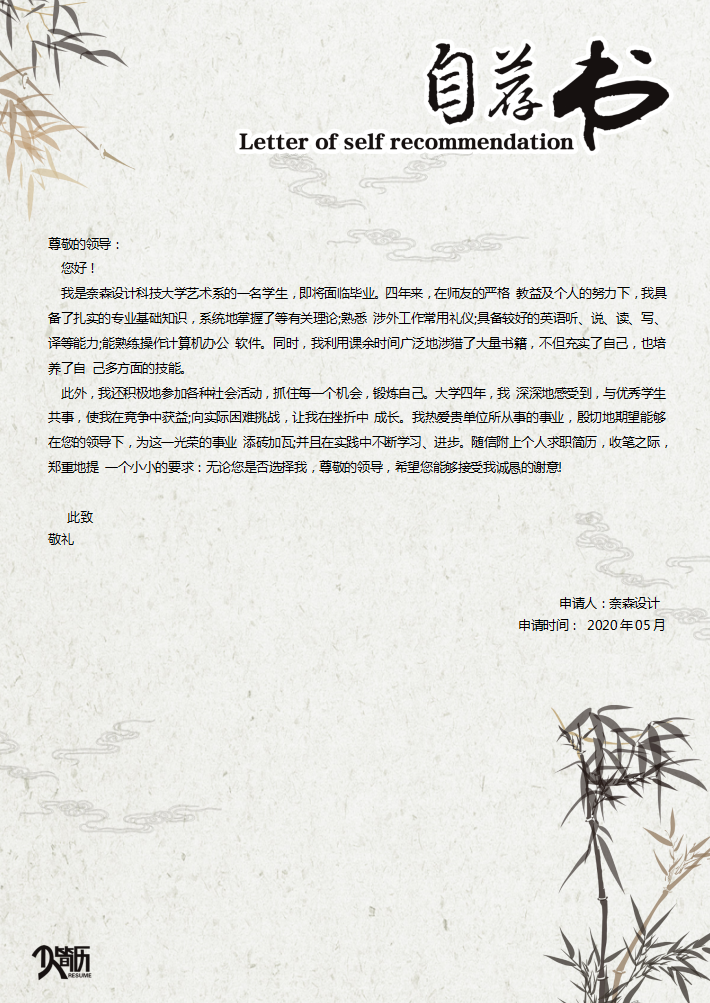 自荐书
Letter of self recommendation
尊敬的领导：
您好！
我是奈森设计科技大学艺术系的一名学生，即将面临毕业。四年来，在师友的严格 教益及个人的努力下，我具
备了扎实的专业基础知识，系统地掌握了等有关理论;熟悉 涉外工作常用礼仪;具备较好的英语听、说、读、写、
译等能力;能熟练操作计算机办公 软件。同时，我利用课余时间广泛地涉猎了大量书籍，不但充实了自己，也培
养了自 己多方面的技能。
此外，我还积极地参加各种社会活动，抓住每一个机会，锻炼自己。大学四年，我 深深地感受到，与优秀学生
共事，使我在竞争中获益;向实际困难挑战，让我在挫折中 成长。我热爱贵单位所从事的事业，殷切地期望能够
在您的领导下，为这一光荣的事业 添砖加瓦;并且在实践中不断学习、进步。随信附上个人求职简历，收笔之际，
郑重地提 一个小小的要求：无论您是否选择我，尊敬的领导，希望您能够接受我诚恳的谢意!
此致
敬礼
申请人：奈森设计
申请时间： 2020 年 05 月
简历
RESUME